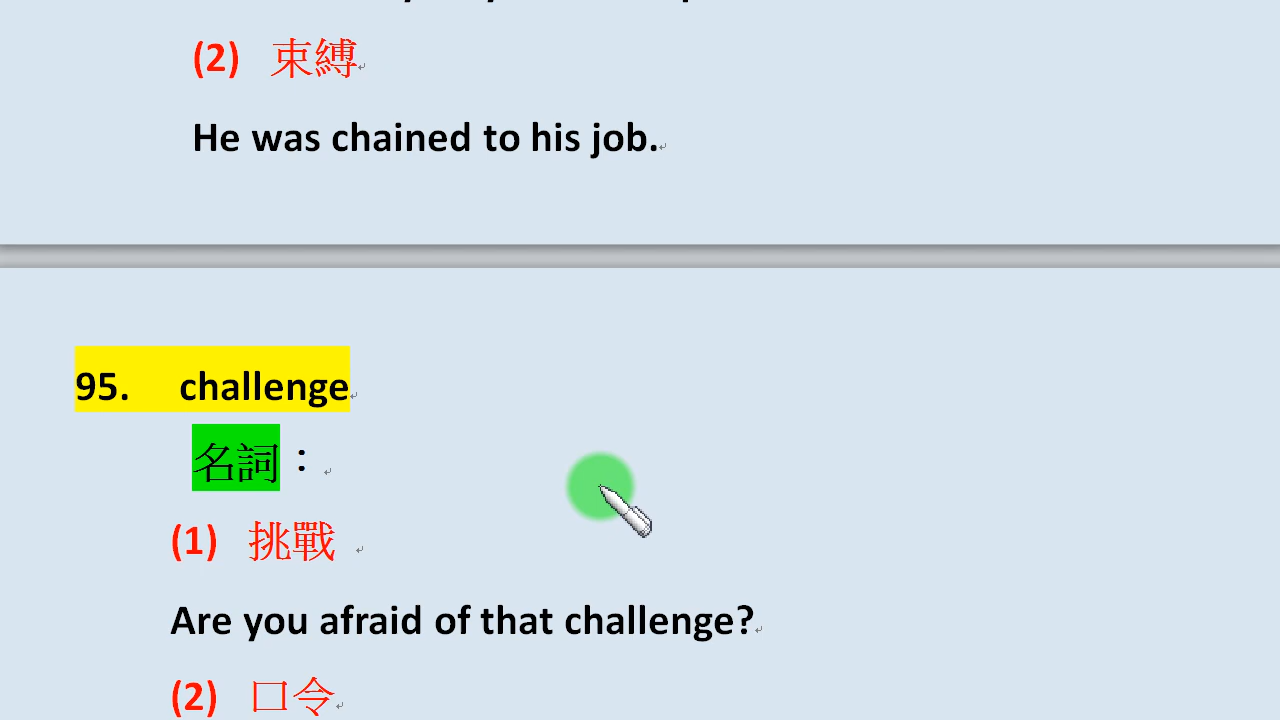 (2) 束縛
He was chained to his job.
95. challenge
名詞：
(1) 挑戰
Are you afraid of that challenge?
(2) 口令